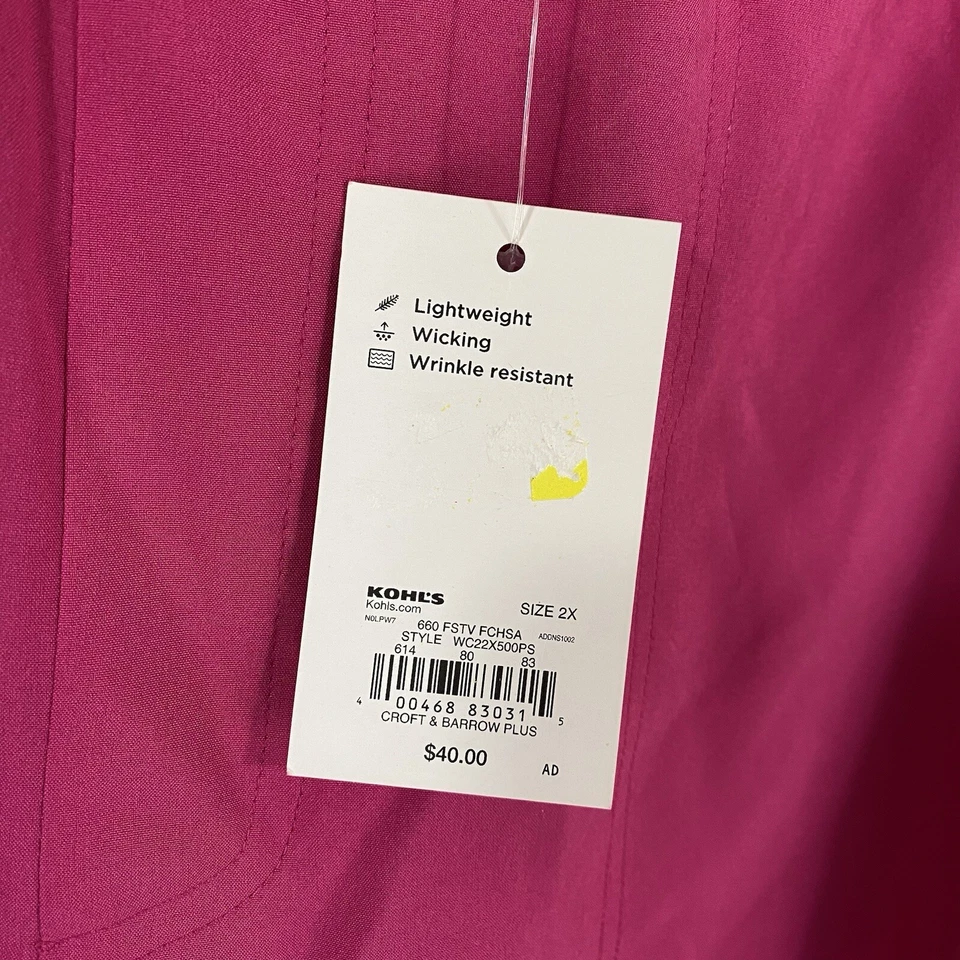 Lightweight
Wicking
Wrinkle resistant
KOHL'S
Kohls.com
SIZE 2X
N0LPW7 660 FSTV FCHSA ADDNS1002
STYLE WC22X500PS
614 80 83
4 00468 83031 5
CROFT & BARROW PLUS
$40.00
AD